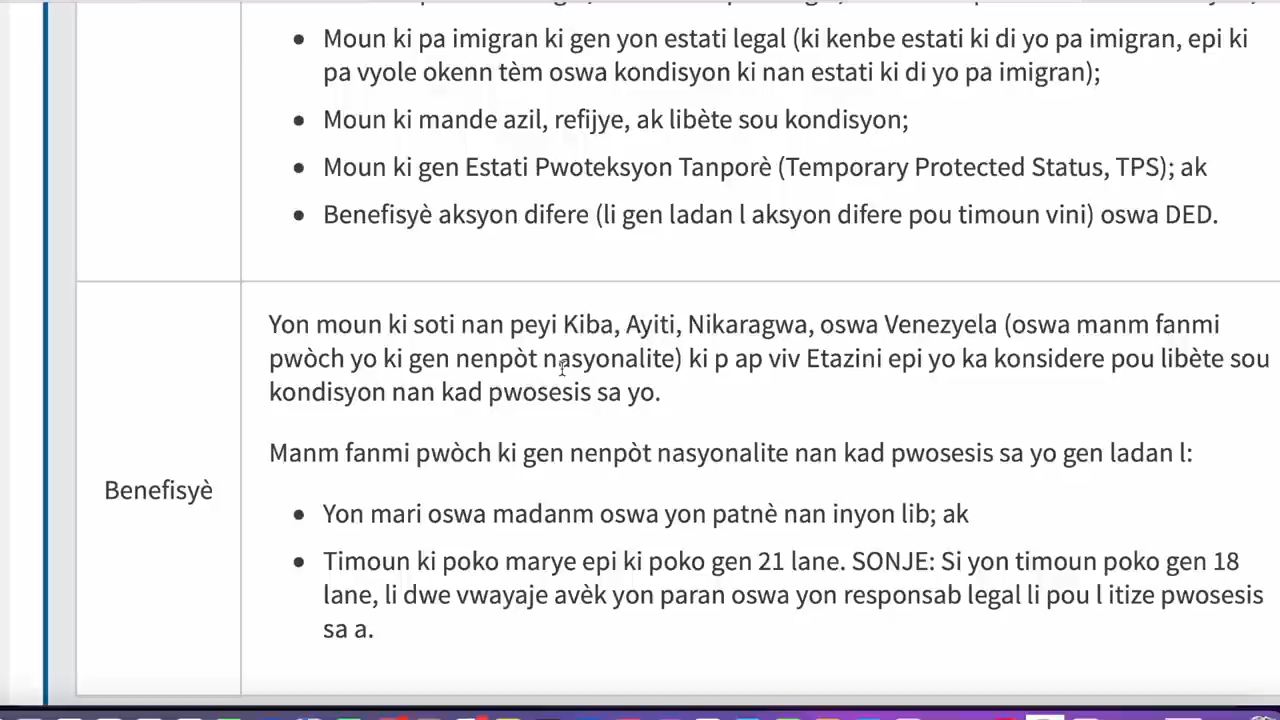 Moun ki pa imigran ki gen yon estati legal (ki kenbe estati ki di yo pa imigran, epi ki
pa vyole okenn tèm oswa kondisyon ki nan estati ki di yo pa imigran);
Moun ki mande azil, refijye, ak libète sou kondisyon;
Moun ki gen Estati Pwoteksyon Tanporè (Temporary Protected Status, TPS); ak
Benefisyè aksyon difere (li gen ladan l aksyon difere pou timoun vini) oswa DED.
Benefisyè
Yon moun ki soti nan peyi Kiba, Ayiti, Nikaragwa, oswa Venezyela (oswa manm fanmi
pwòch yo ki gen nenpòt nasyonalite) ki p ap viv Etazini epi yo ka konsidere pou libète sou
kondisyon nan kad pwosesis sa yo.
Manm fanmi pwòch ki gen nenpòt nasyonalite nan kad pwosesis sa yo gen ladan l:
Yon mari oswa madanm oswa yon patnè nan inyon lib; ak
Timoun ki poko marye epi ki poko gen 21 lane. SONJE: Si yon timoun poko gen 18
lane, li dwe vwayaje avèk yon paran oswa yon responsab legal li pou l itize pwosesis
sa a.